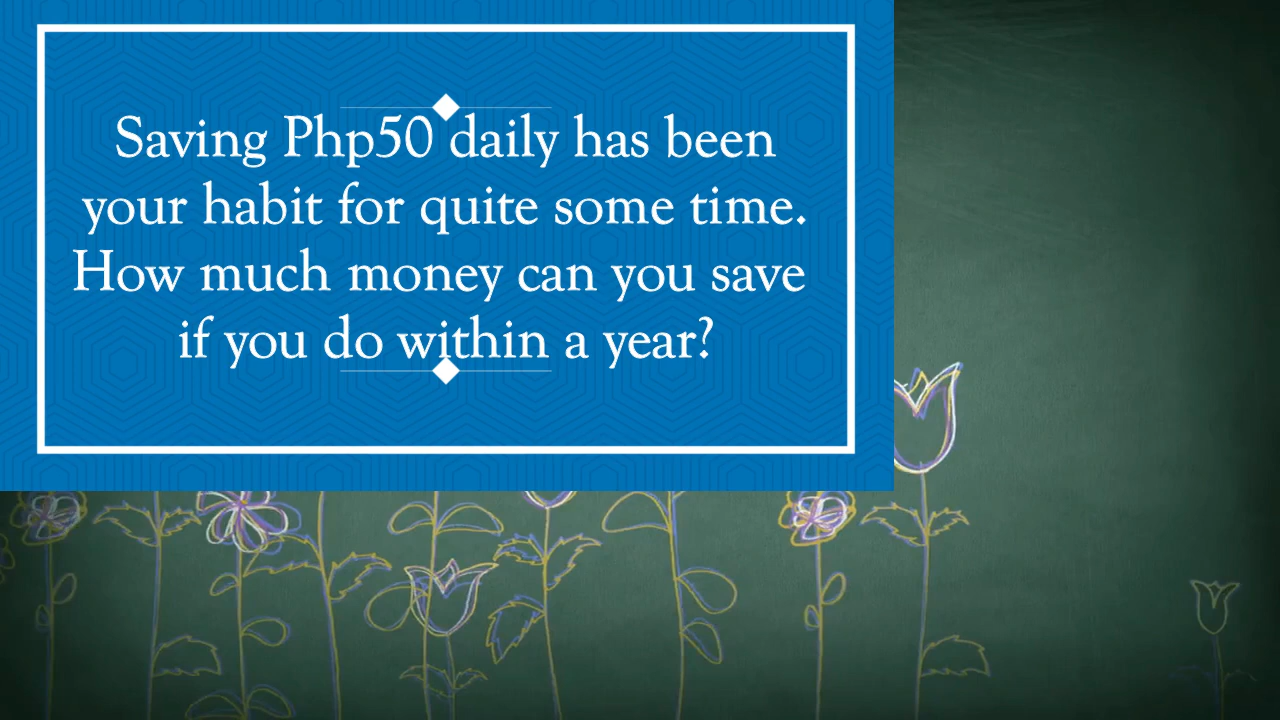 Saving Php50 daily has been
your habit for quite some time.
How much money can you save
if you do within a year?